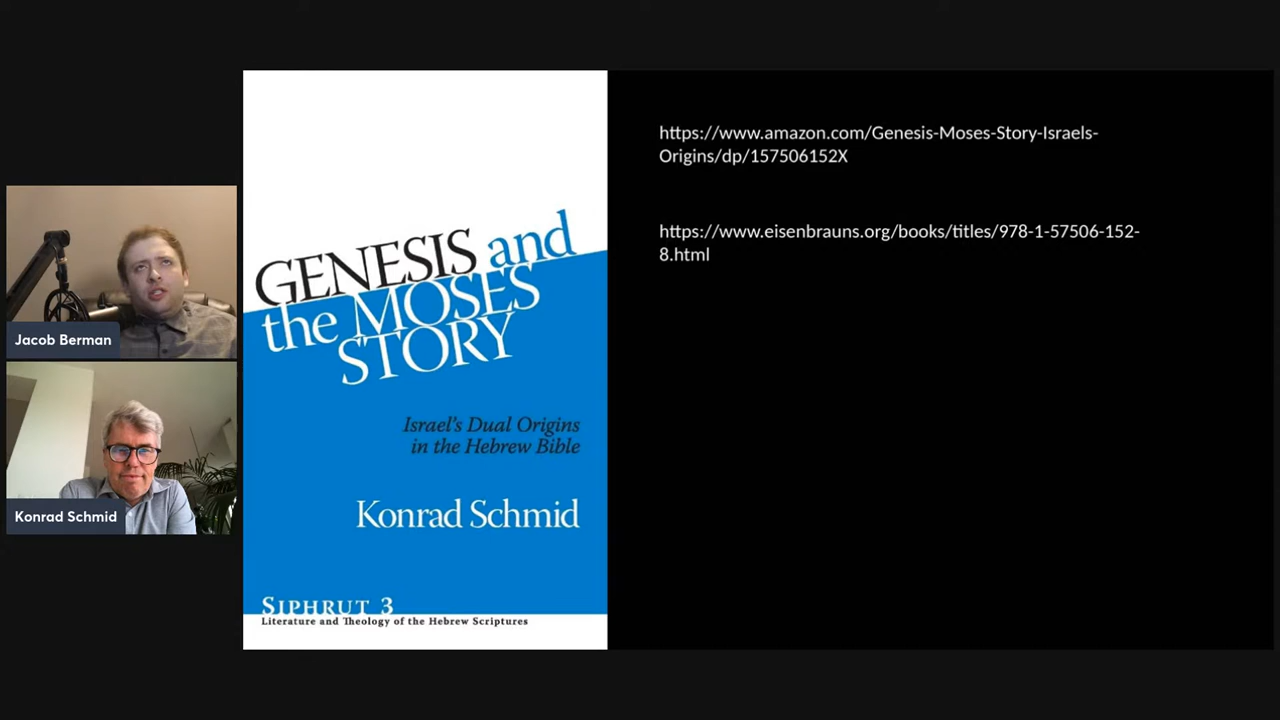 Jacob Berman
Konrad Schmid
GENESIS and
the MOSES
STORY
Israel's Dual Origins
in the Hebrew Bible
Konrad Schmid
SIPHRUT 3
Literature and Theology of the Hebrew Scriptures
https://www.amazon.com/Genesis-Moses-Story-Israels-
Origins/dp/157506152X
https://www.eisenbrauns.org/books/titles/978-1-57506-152-
8.html